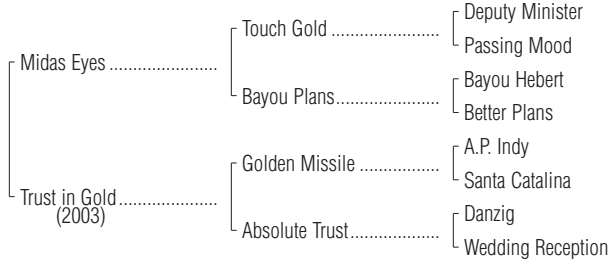 Deputy Minister
Touch Gold ....................
Passing Mood
Midas Eyes ....................
Bayou Hebert
Bayou Plans....................
Better Plans
A.P. Indy
Golden Missile ...............
Santa Catalina
Trust in Gold..................
(2003)
Danzig
Absolute Trust.................
Wedding Reception